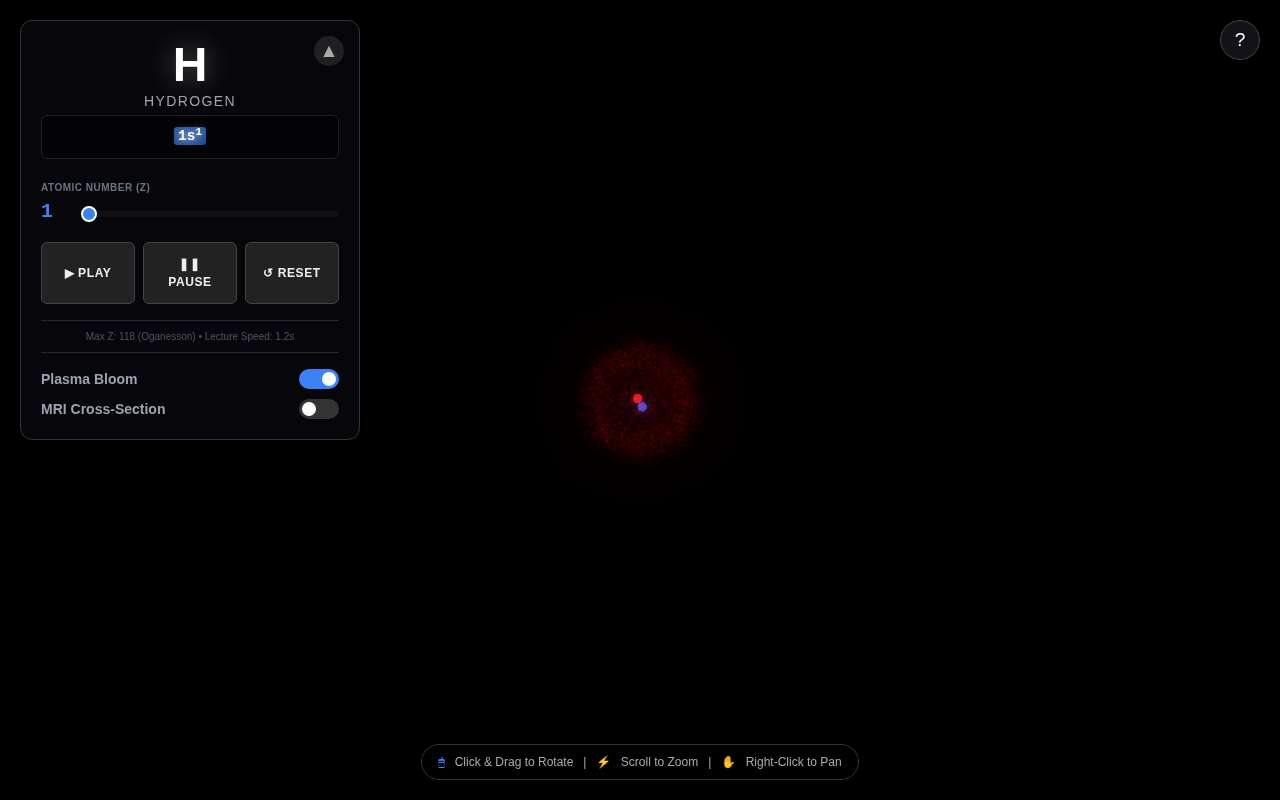 H
▲
HYDROGEN
1s¹
ATOMIC NUMBER (Z)
1
▶ PLAY
❚❚ PAUSE
↺ RESET
Max Z: 118 (Oganesson) • Lecture Speed: 1.2s
Plasma Bloom
MRI Cross-Section
?
Click & Drag to Rotate | ⚡ Scroll to Zoom | ✋ Right-Click to Pan